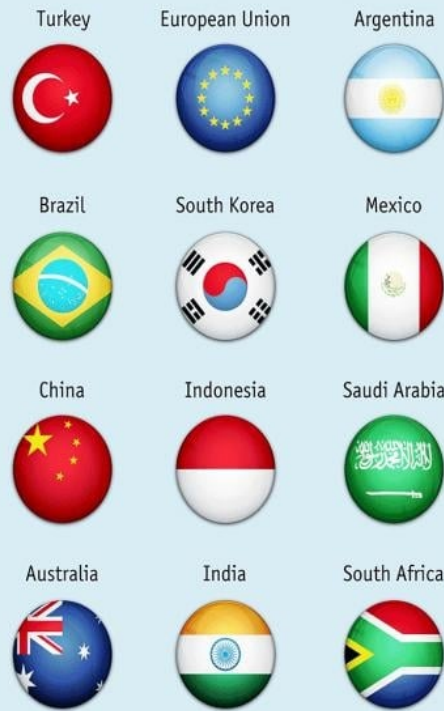 Turkey
European Union
Argentina
Brazil
South Korea
Mexico
China
Indonesia
Saudi Arabia
Australia
India
South Africa